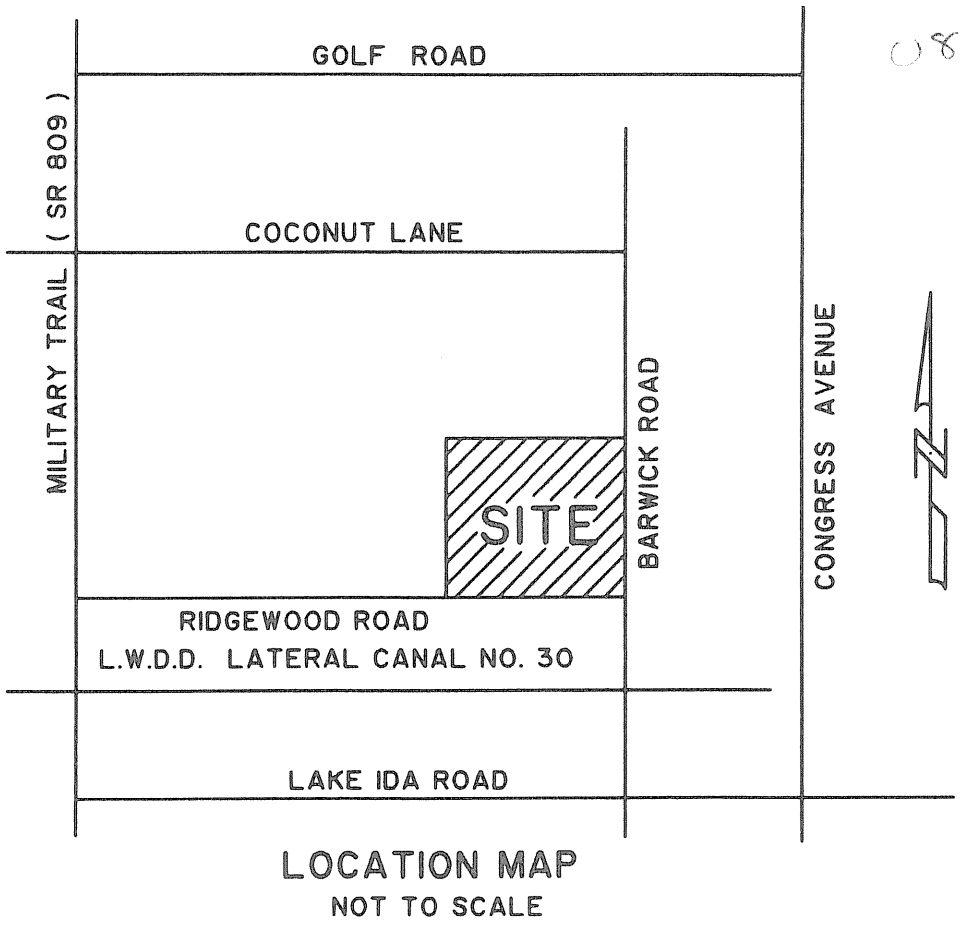 GOLF ROAD
08
MILITARY TRAIL ( SR 809 )
COCONUT LANE
BARWICK ROAD
CONGRESS AVENUE
N
SITE
RIDGEWOOD ROAD
L.W.D.D. LATERAL CANAL NO. 30
LAKE IDA ROAD
LOCATION MAP
NOT TO SCALE